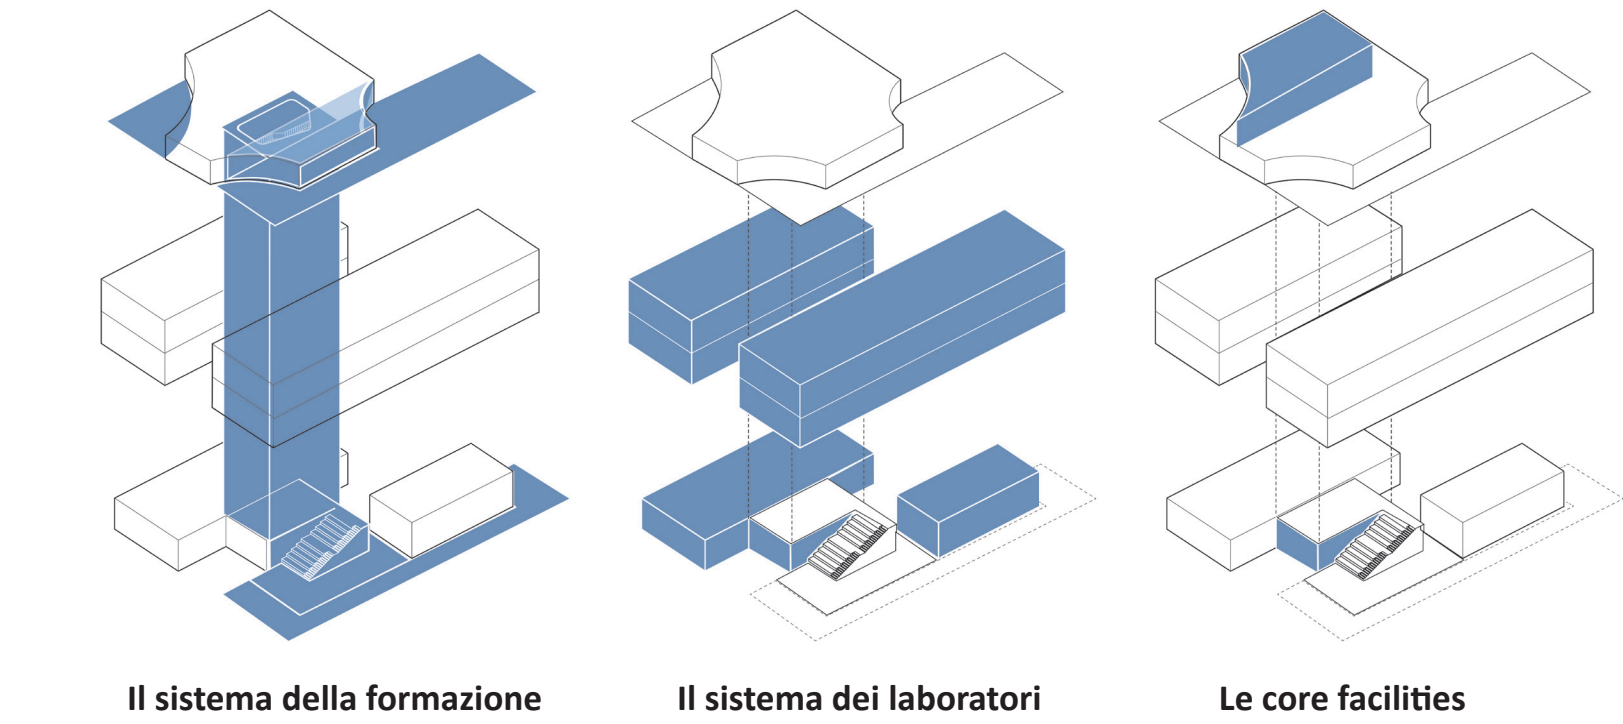 Il sistema della formazione
Il sistema dei laboratori
Le core facilities